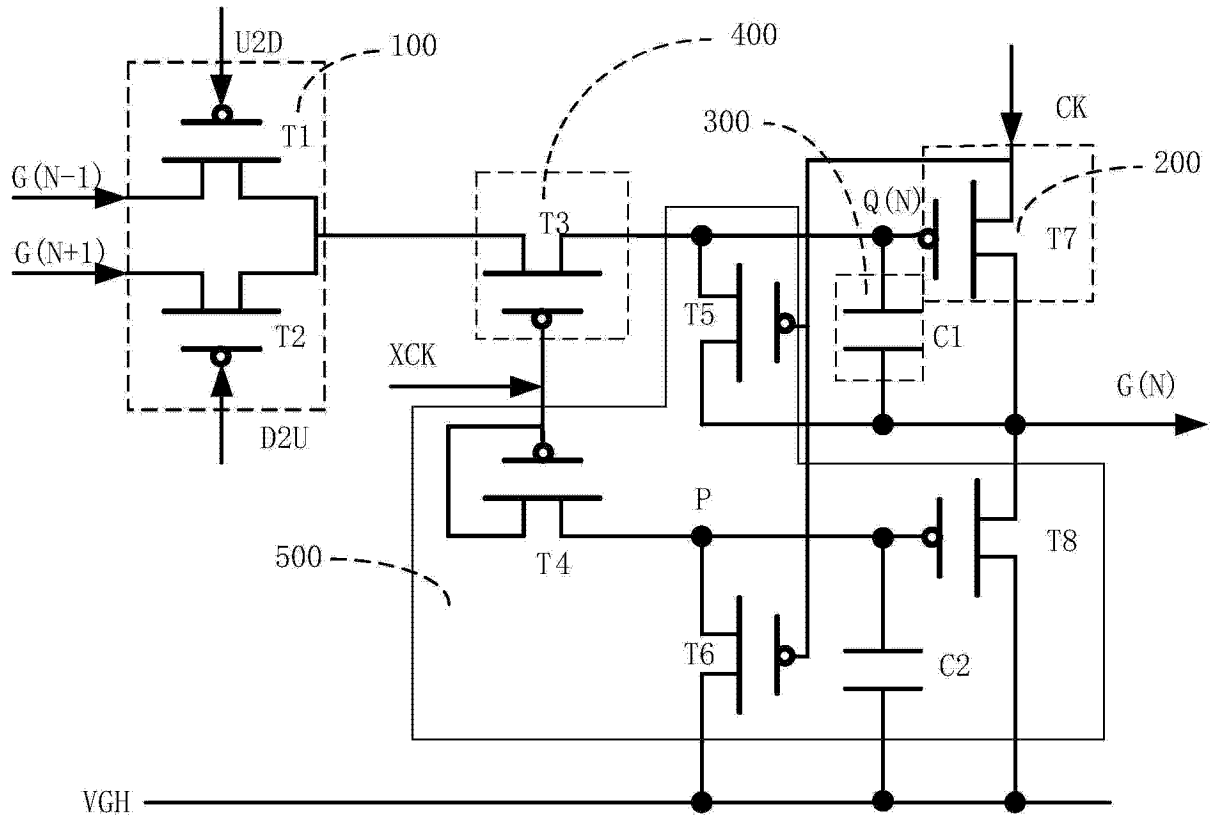 U2D
100
400
T1
CK
300
G(N-1)
200
Q(N)
T3
T7
G(N+1)
T5
T2
C1
XCK
G(N)
D2U
P
T8
500
T4
T6
C2
VGH